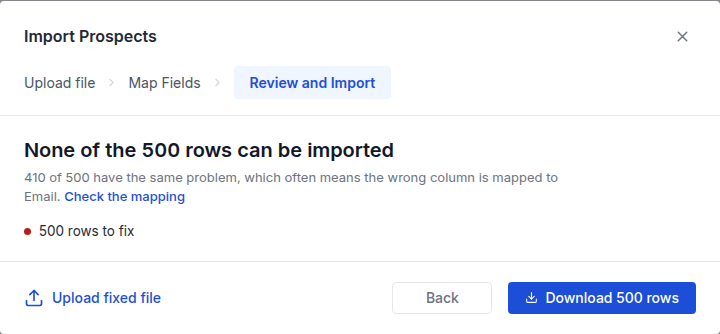 Import Prospects
Upload file
Map Fields
Review and Import
None of the 500 rows can be imported
410 of 500 have the same problem, which often means the wrong column is mapped to
Email. Check the mapping
500 rows to fix
Upload fixed file
Back
Download 500 rows